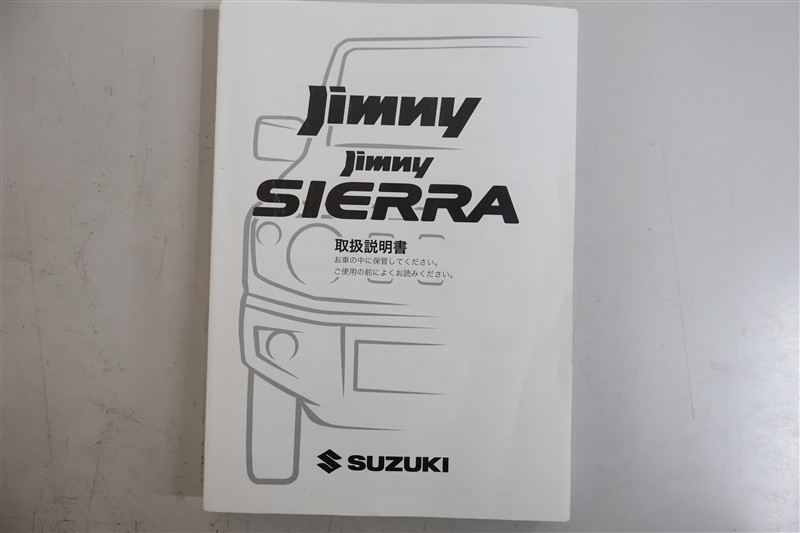 Jimny
Jimny
SIERRA
取扱説明書
お車の中に保管してください。
ご使用の前によくお読みください。
SUZUKI